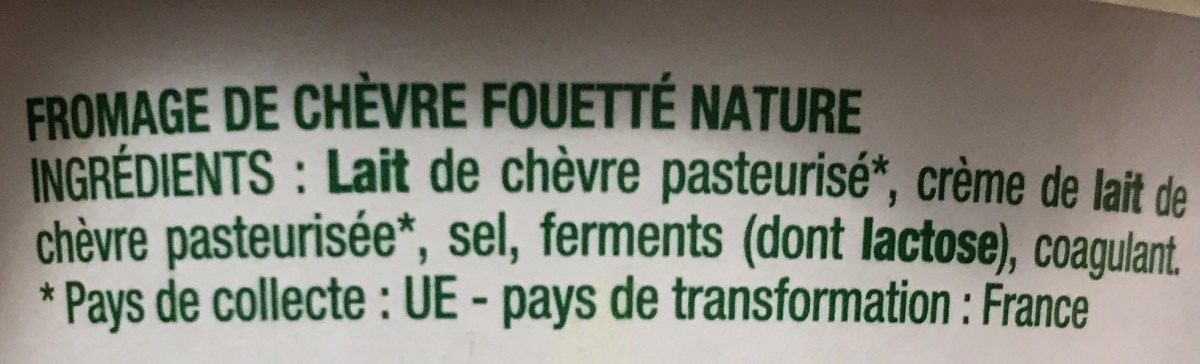 FROMAGE DE CHÈVRE FOUETTÉ NATURE
INGRÉDIENTS : Lait de chèvre pasteurisé*, crème de lait de
chèvre pasteurisée*, sel, ferments (dont lactose), coagulant.
* Pays de collecte : UE - pays de transformation : France